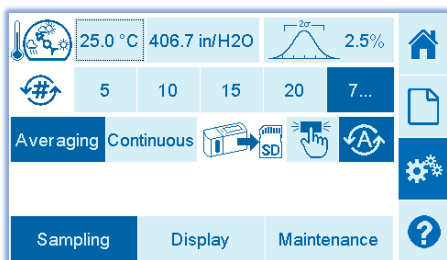 25.0 °C 406.7 in/H2O 2σ 2.5%
# 5 10 15 20 7...
Averaging Continuous SD A
Sampling Display Maintenance ?